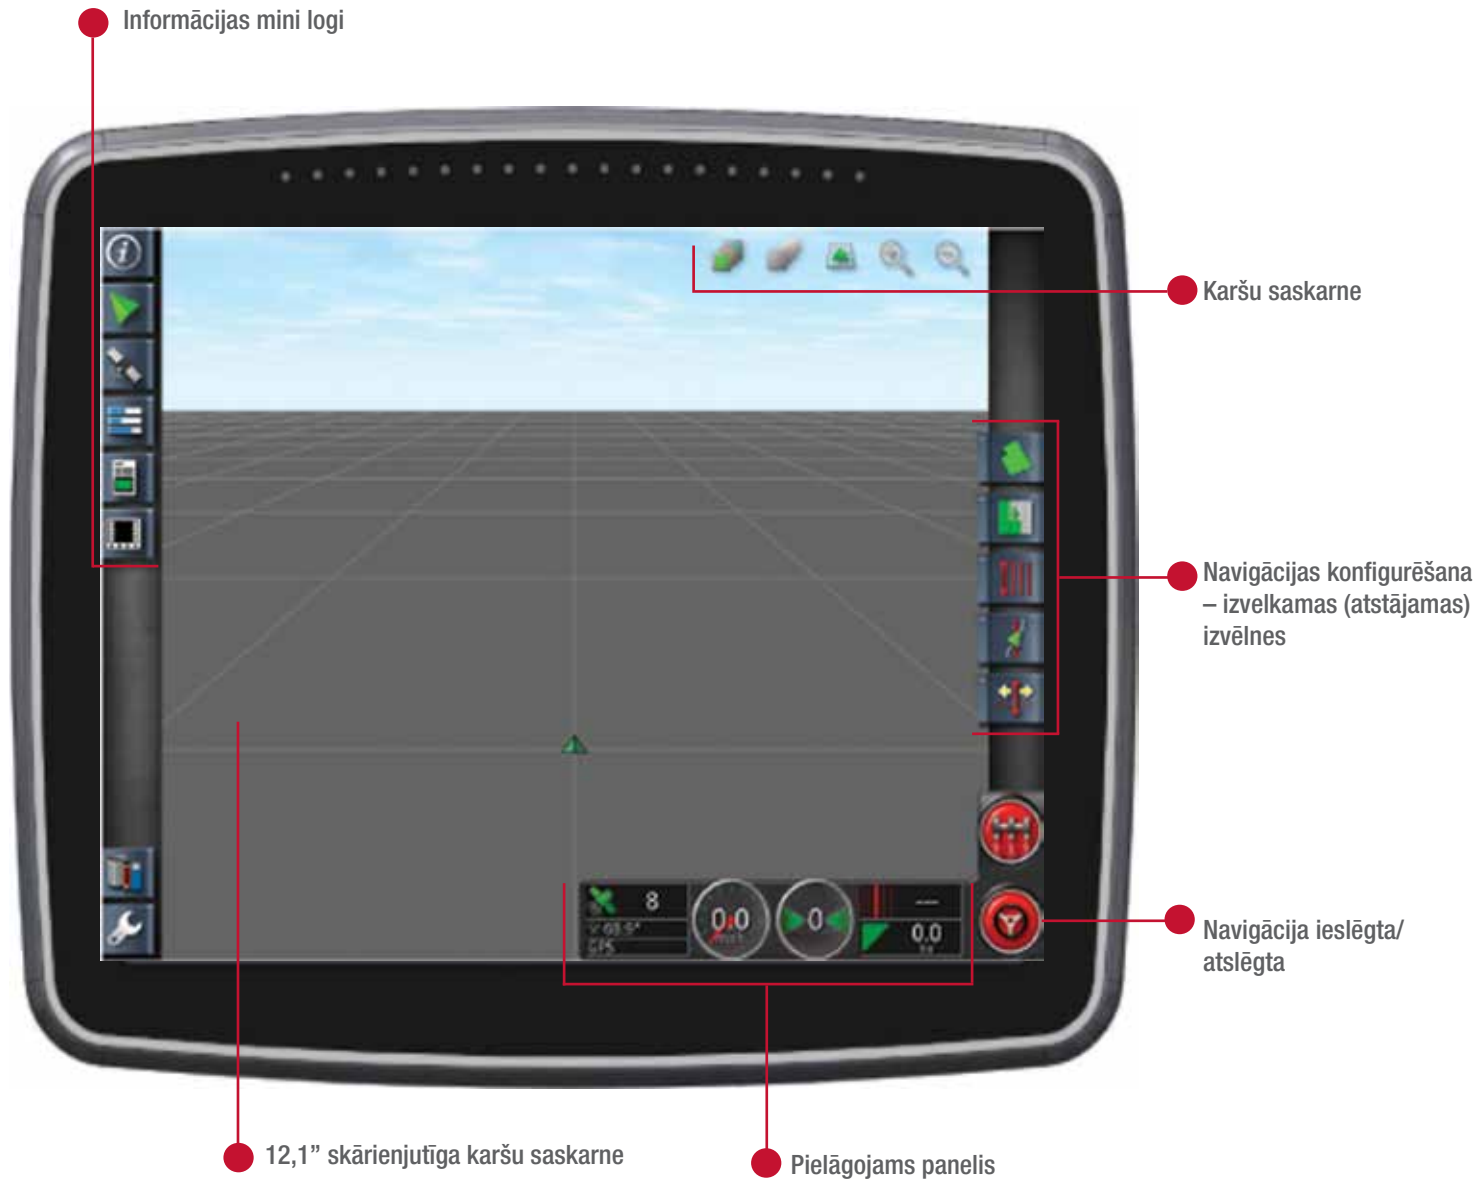 Informācijas mini logi
Karšu saskarne
Navigācijas konfigurēšana
– izvelkamas (atstājamas)
izvēlnes
8
0.0
0
---
0.0
GPS
Navigācija ieslēgta/
atslēgta
12,1” skārienjutīga karšu saskarne
Pielāgojams panelis